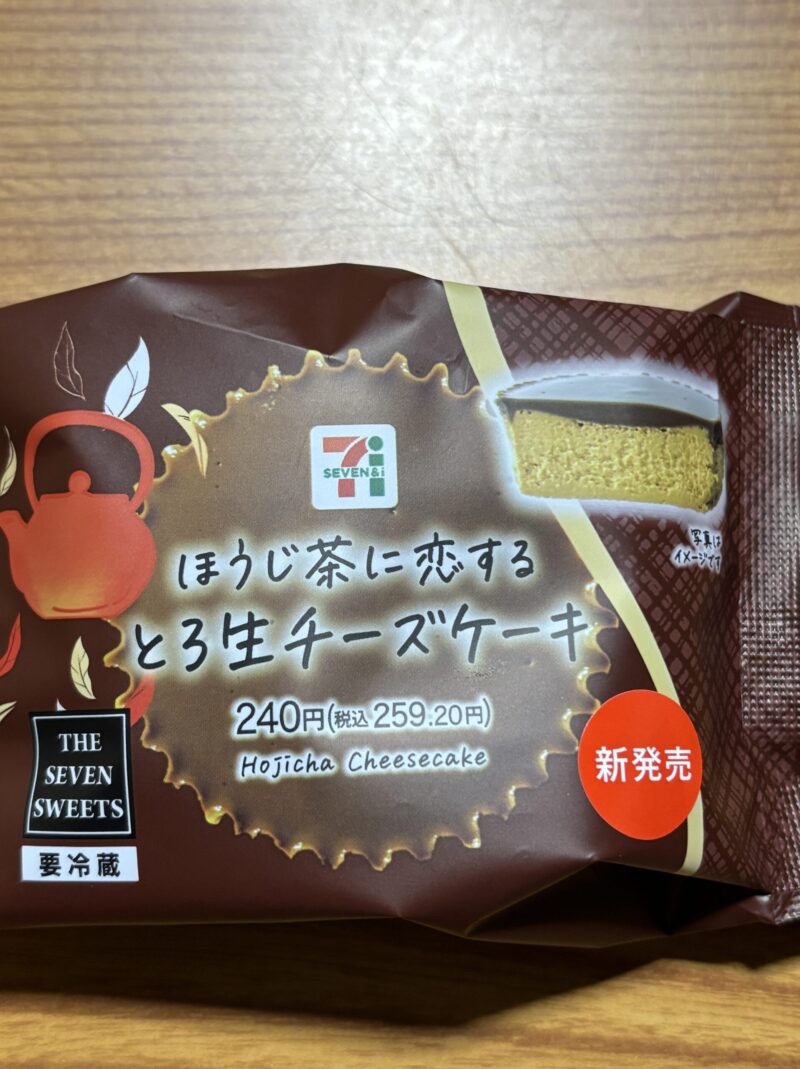 SEVEN&i
写真は
イメージです
ほうじ茶に恋する
とろ生チーズケーキ
240円(税込259.20円)
Hojicha Cheesecake
新発売
THE
SEVEN
SWEETS
要冷蔵